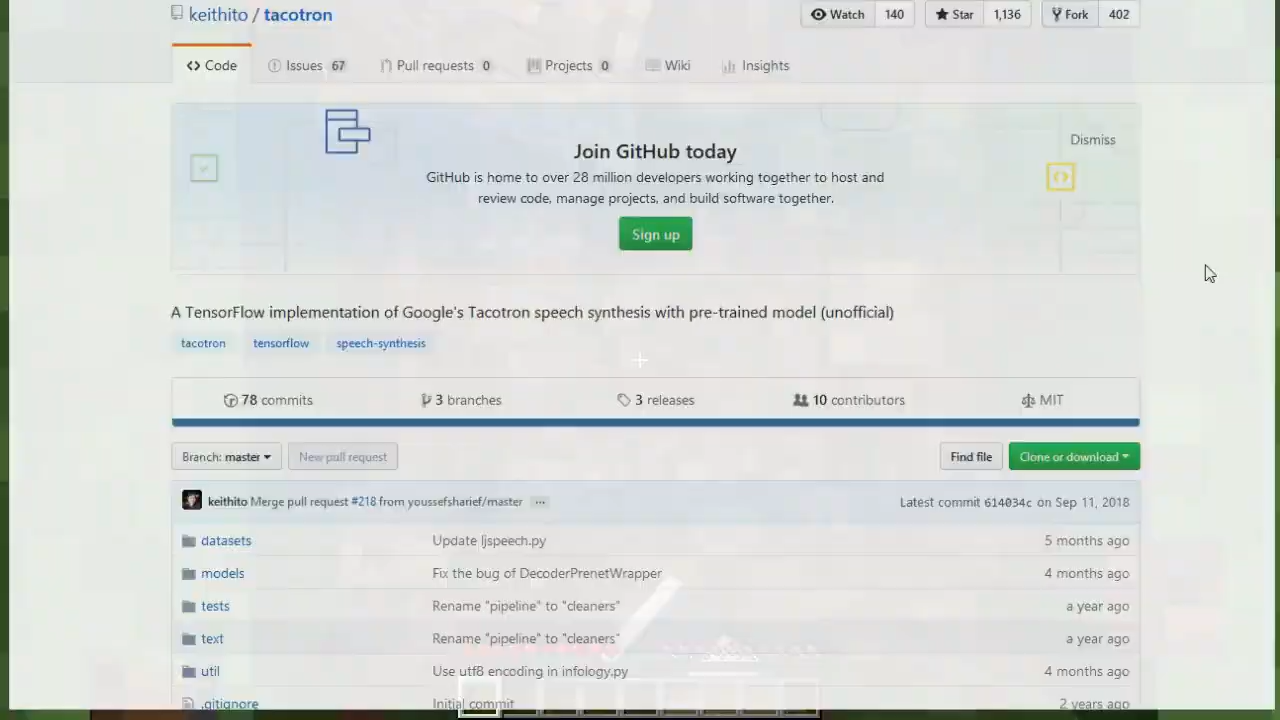 keithito / tacotron
Watch 140 Star 1,136 Fork 402
Code Issues 67 Pull requests 0 Projects 0 Wiki Insights
Join GitHub today
Dismiss
GitHub is home to over 28 million developers working together to host and
review code, manage projects, and build software together.
Sign up
A TensorFlow implementation of Google's Tacotron speech synthesis with pre-trained model (unofficial)
tacotron tensorflow speech-synthesis
78 commits 3 branches 3 releases 10 contributors MIT
Branch: master New pull request Find file Clone or download
keithito Merge pull request #218 from youssefsharief/master ... Latest commit 614034c on Sep 11, 2018
datasets Update ljspeech.py 5 months ago
models Fix the bug of DecoderPrenetWrapper 4 months ago
tests Rename "pipeline" to "cleaners" a year ago
text Rename "pipeline" to "cleaners" a year ago
util Use utf8 encoding in infology.py 4 months ago
.gitignore Initial commit 2 years ago